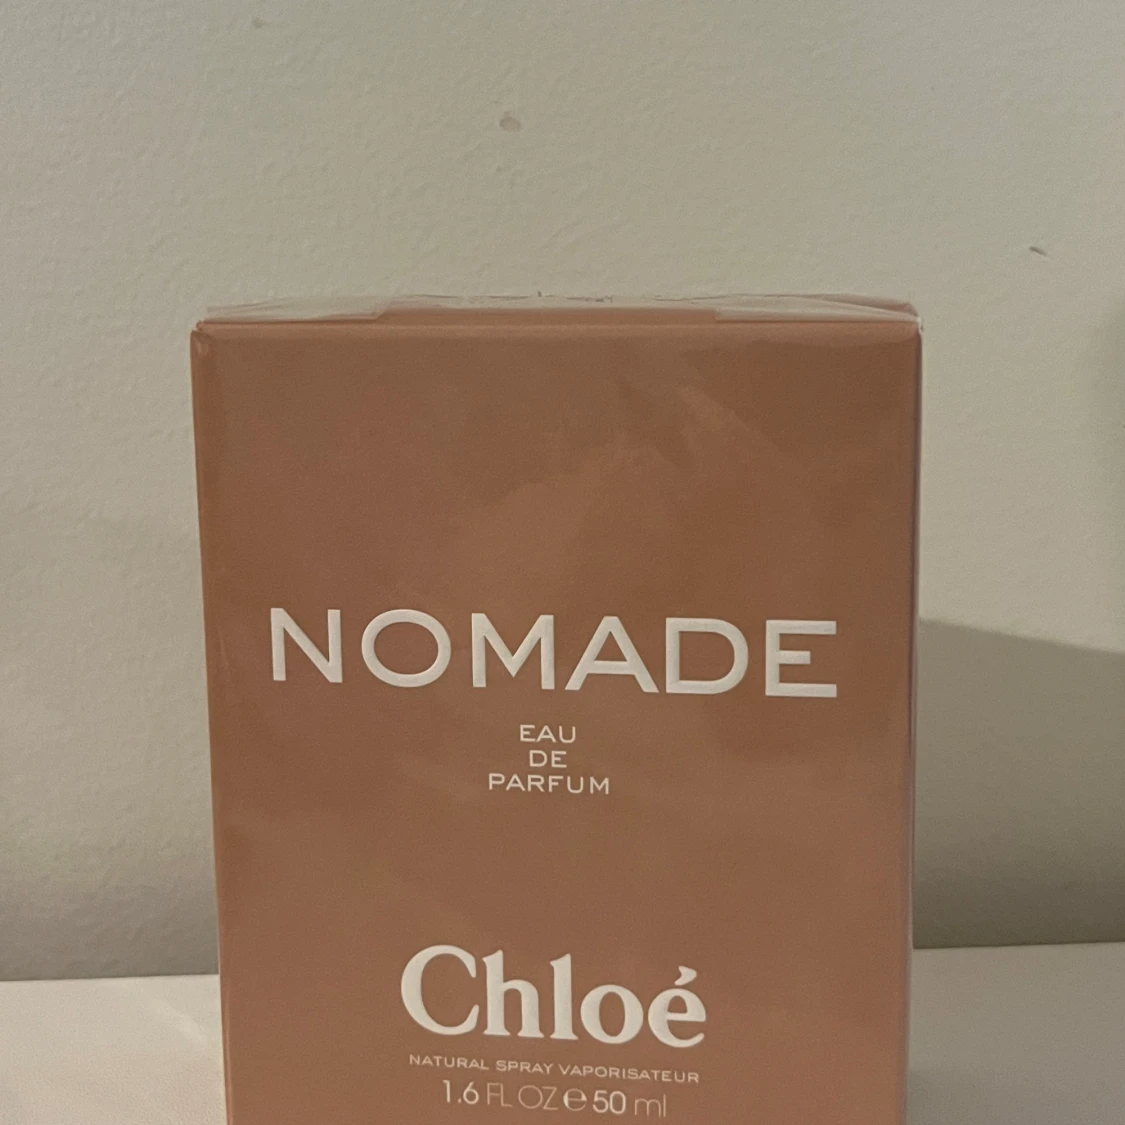 NOMADE
EAU
DE
PARFUM
Chloé
NATURAL SPRAY VAPORISATEUR
1.6 FL OZ ℮ 50 ml